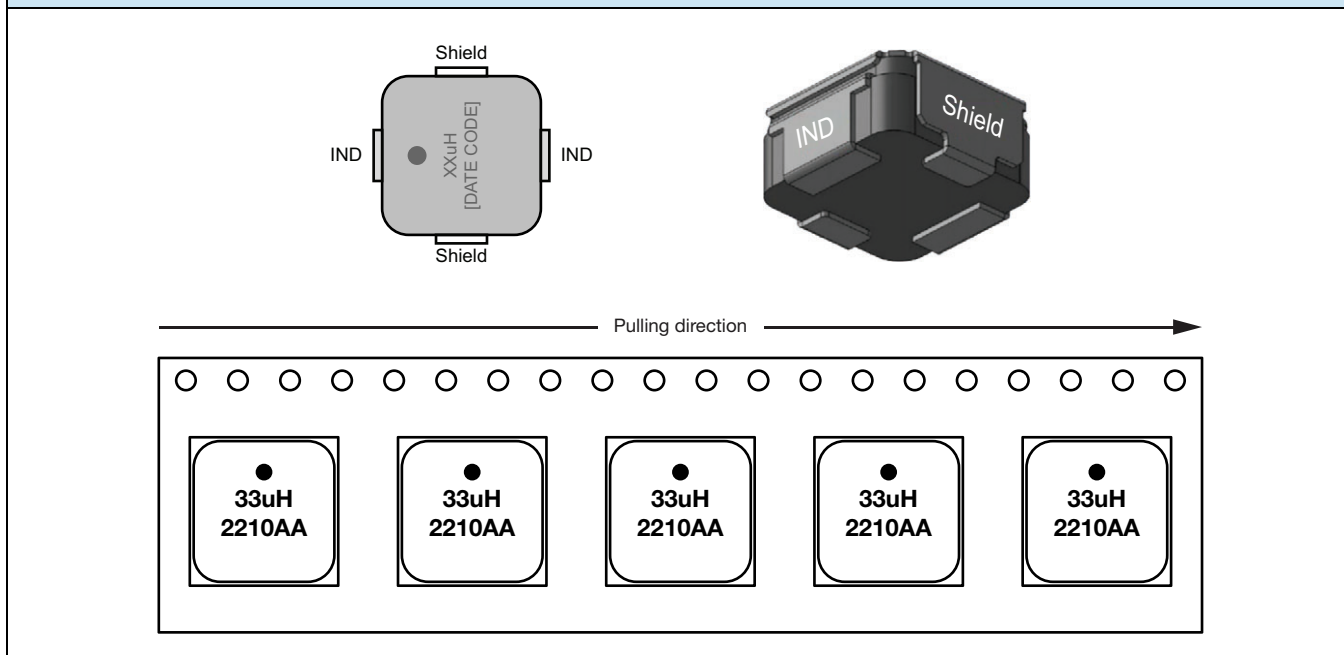 Shield
IND
XXuH
[DATE CODE]
IND
Shield
IND
Shield
Pulling direction
33uH
2210AA
33uH
2210AA
33uH
2210AA
33uH
2210AA
33uH
2210AA